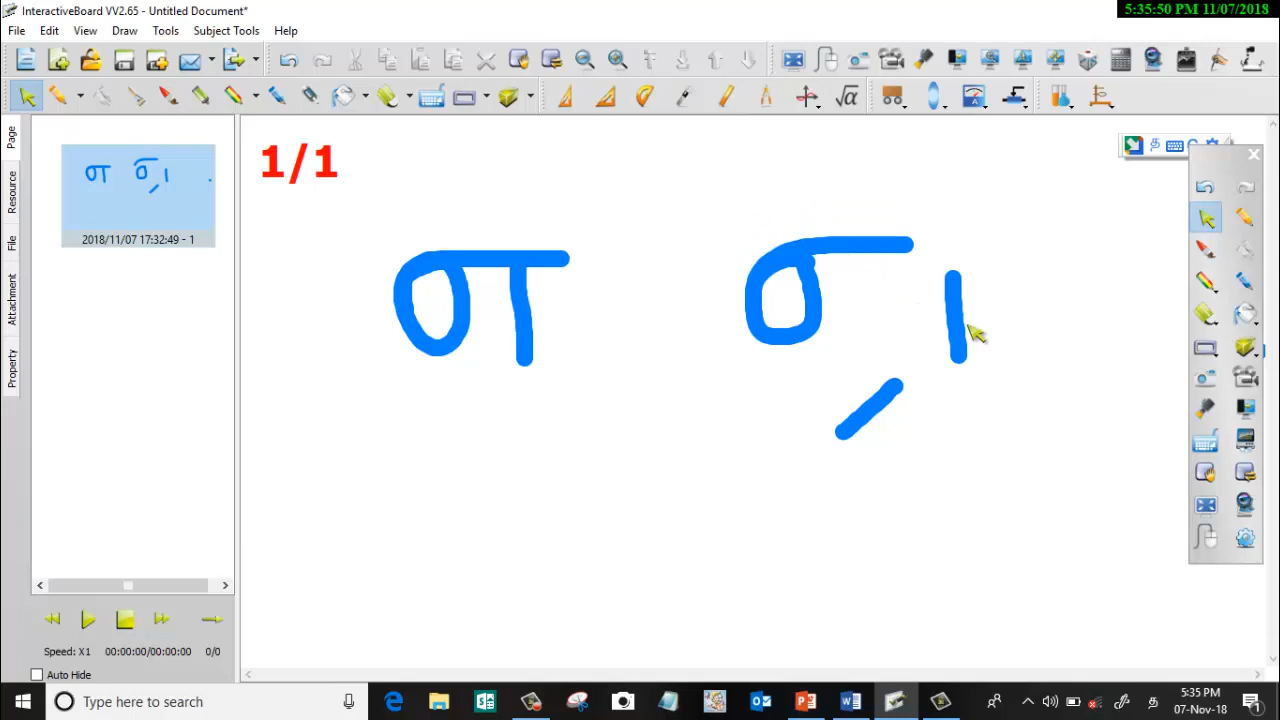 InteractiveBoard VV2.65 - Untitled Document*
5:35:50 PM 11/07/2018
File Edit View Draw Tools Subject Tools Help
Page
Resource
File
Attachment
Property
2018/11/07 17:32:49 - 1
1/1
Speed: X1 00:00:00/00:00:00 0/0
Auto Hide
Type here to search
5:35 PM
07-Nov-18